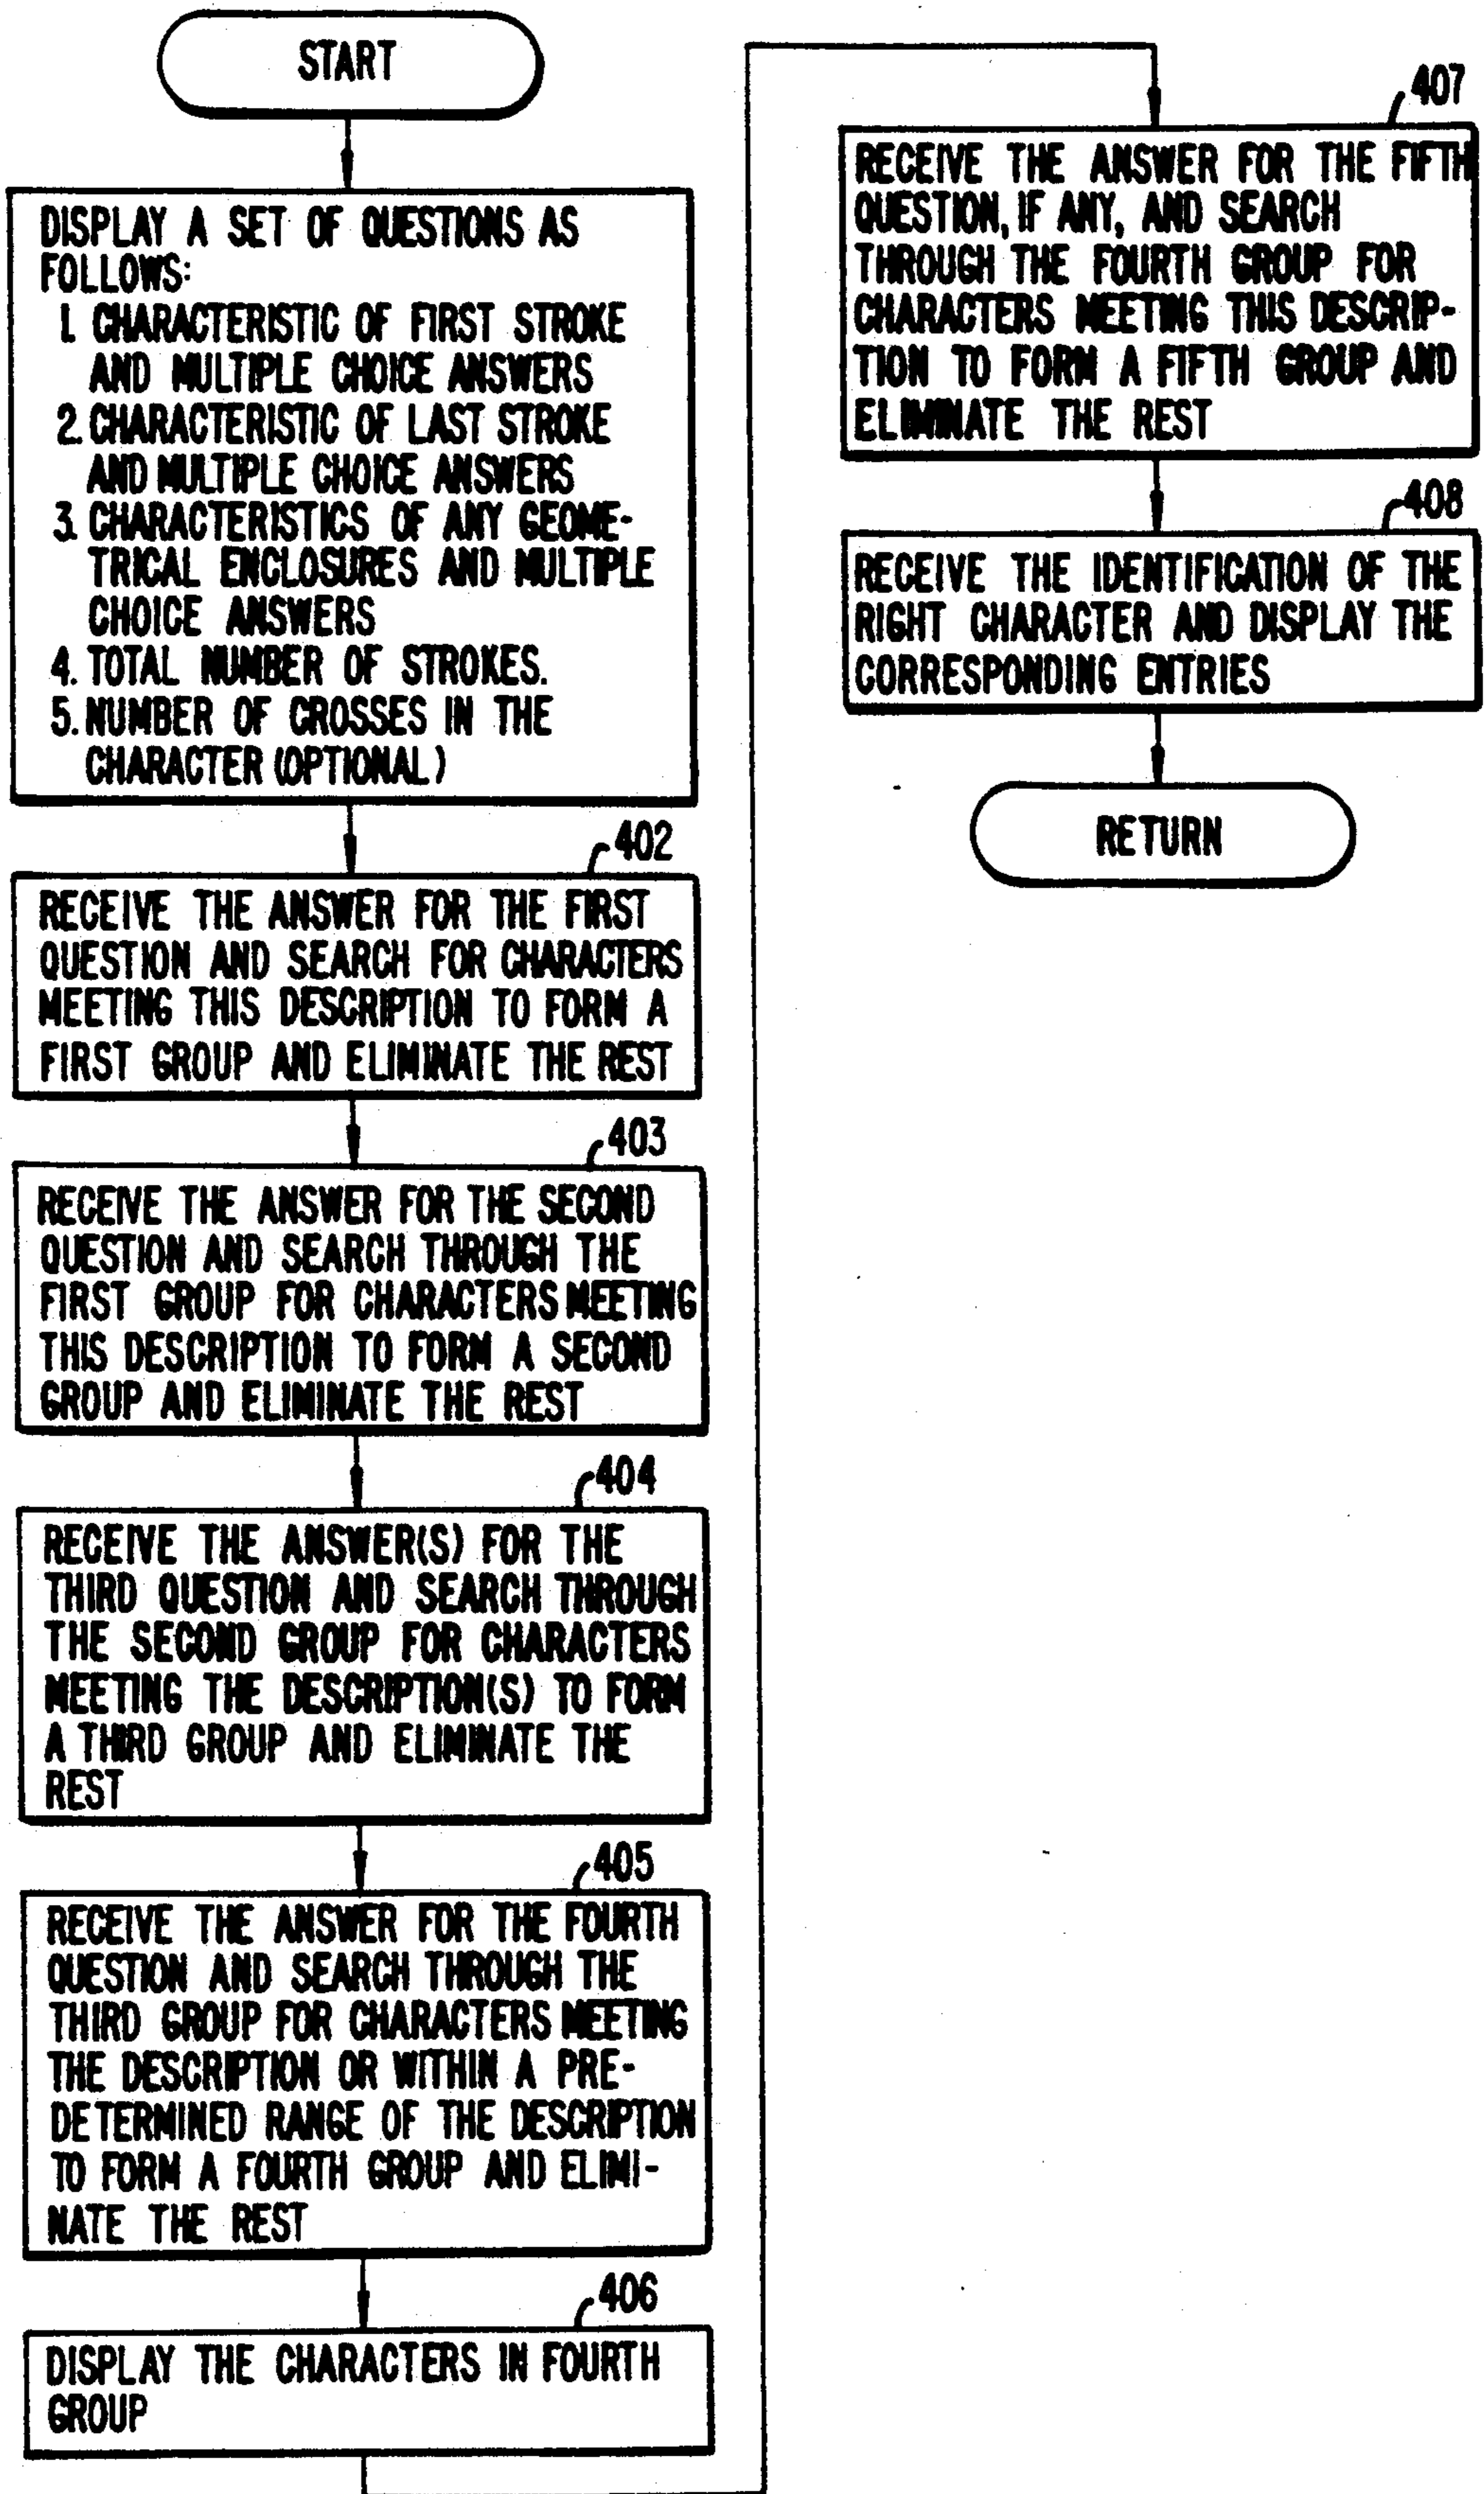 START
DISPLAY A SET OF QUESTIONS AS
FOLLOWS:
1. CHARACTERISTIC OF FIRST STROKE
AND MULTIPLE CHOICE ANSWERS
2. CHARACTERISTIC OF LAST STROKE
AND MULTIPLE CHOICE ANSWERS
3. CHARACTERISTICS OF ANY GEOME-
TRICAL ENCLOSURES AND MULTIPLE
CHOICE ANSWERS
4. TOTAL NUMBER OF STROKES.
5. NUMBER OF CROSSES IN THE
CHARACTER (OPTIONAL)
402
RECEIVE THE ANSWER FOR THE FIRST
QUESTION AND SEARCH FOR CHARACTERS
MEETING THIS DESCRIPTION TO FORM A
FIRST GROUP AND ELIMINATE THE REST
403
RECEIVE THE ANSWER FOR THE SECOND
QUESTION AND SEARCH THROUGH THE
FIRST GROUP FOR CHARACTERS MEETING
THIS DESCRIPTION TO FORM A SECOND
GROUP AND ELIMINATE THE REST
404
RECEIVE THE ANSWER(S) FOR THE
THIRD QUESTION AND SEARCH THROUGH
THE SECOND GROUP FOR CHARACTERS
MEETING THE DESCRIPTION(S) TO FORM
A THIRD GROUP AND ELIMINATE THE
REST
405
RECEIVE THE ANSWER FOR THE FOURTH
QUESTION AND SEARCH THROUGH THE
THIRD GROUP FOR CHARACTERS MEETING
THE DESCRIPTION OR WITHIN A PRE-
DETERMINED RANGE OF THE DESCRIPTION
TO FORM A FOURTH GROUP AND ELIMI-
NATE THE REST
406
DISPLAY THE CHARACTERS IN FOURTH
GROUP
407
RECEIVE THE ANSWER FOR THE FIFTH
QUESTION, IF ANY, AND SEARCH
THROUGH THE FOURTH GROUP FOR
CHARACTERS MEETING THIS DESCRIP-
TION TO FORM A FIFTH GROUP AND
ELIMINATE THE REST
408
RECEIVE THE IDENTIFICATION OF THE
RIGHT CHARACTER AND DISPLAY THE
CORRESPONDING ENTRIES
RETURN